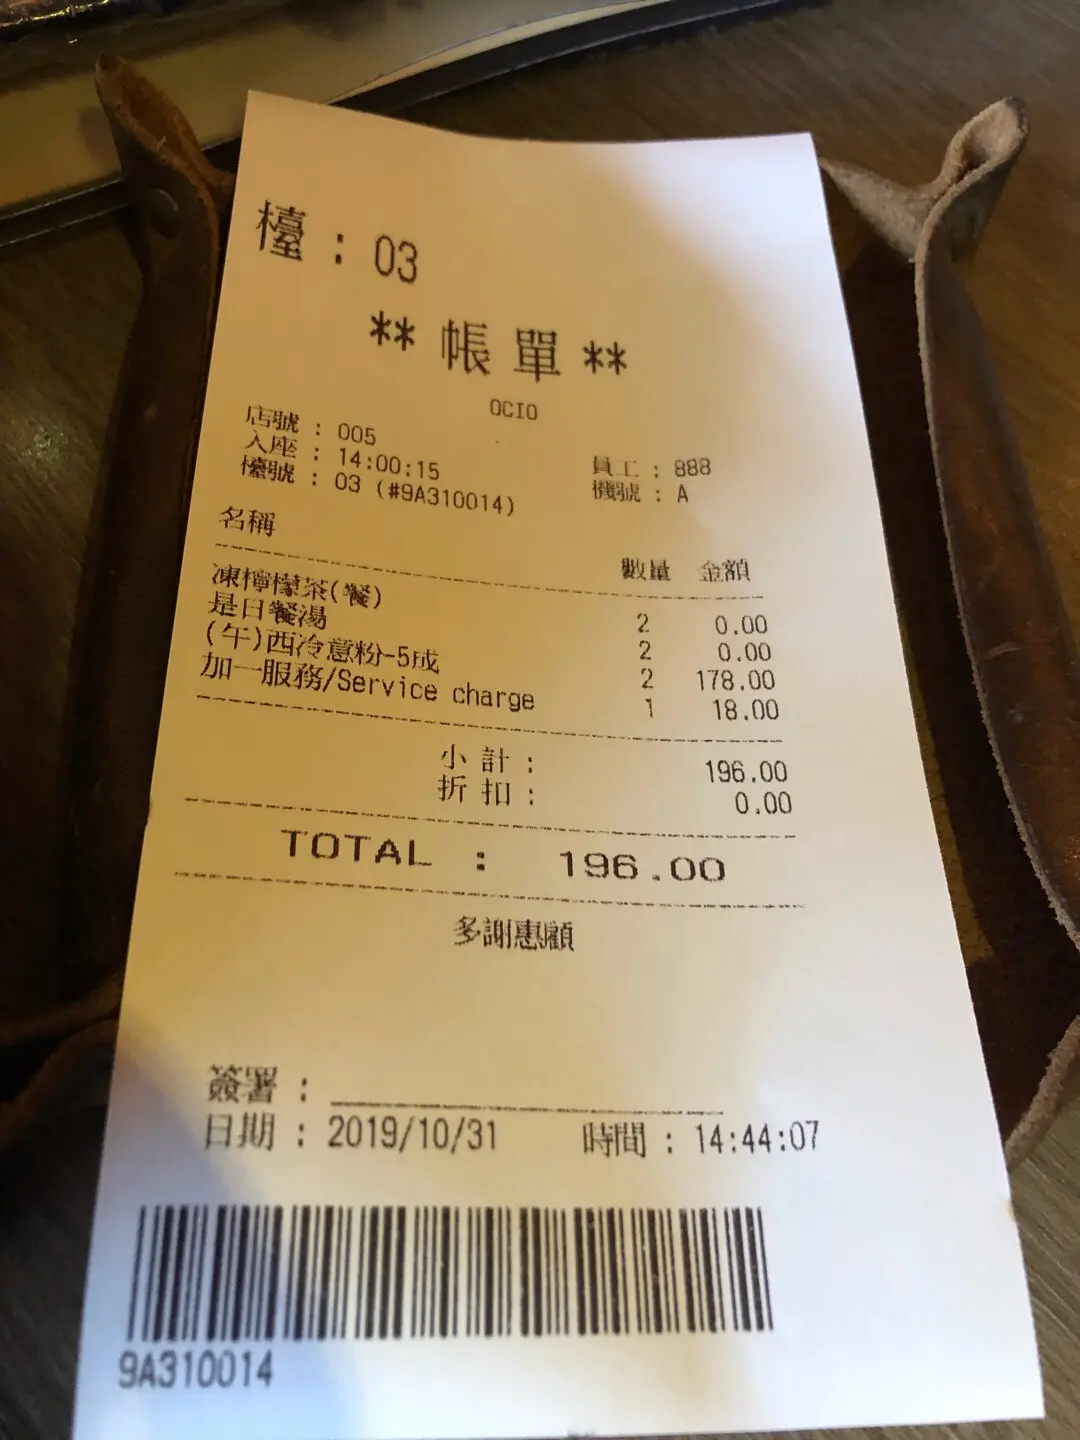 檯 : 03
** 帳 單 **
OCIO
店號 : 005
入座 : 14:00:15 員工 : 888
檯號 : 03 (#9A310014) 機號 : A
名稱 數量 金額
凍檸檬茶(餐) 2 0.00
是日餐湯 2 0.00
(午)西冷意粉-5成 2 178.00
加一服務/Service charge 1 18.00
小 計 : 196.00
折 扣 : 0.00
TOTAL : 196.00
多謝惠顧
簽署 :
日期 : 2019/10/31 時間 : 14:44:07
9A310014